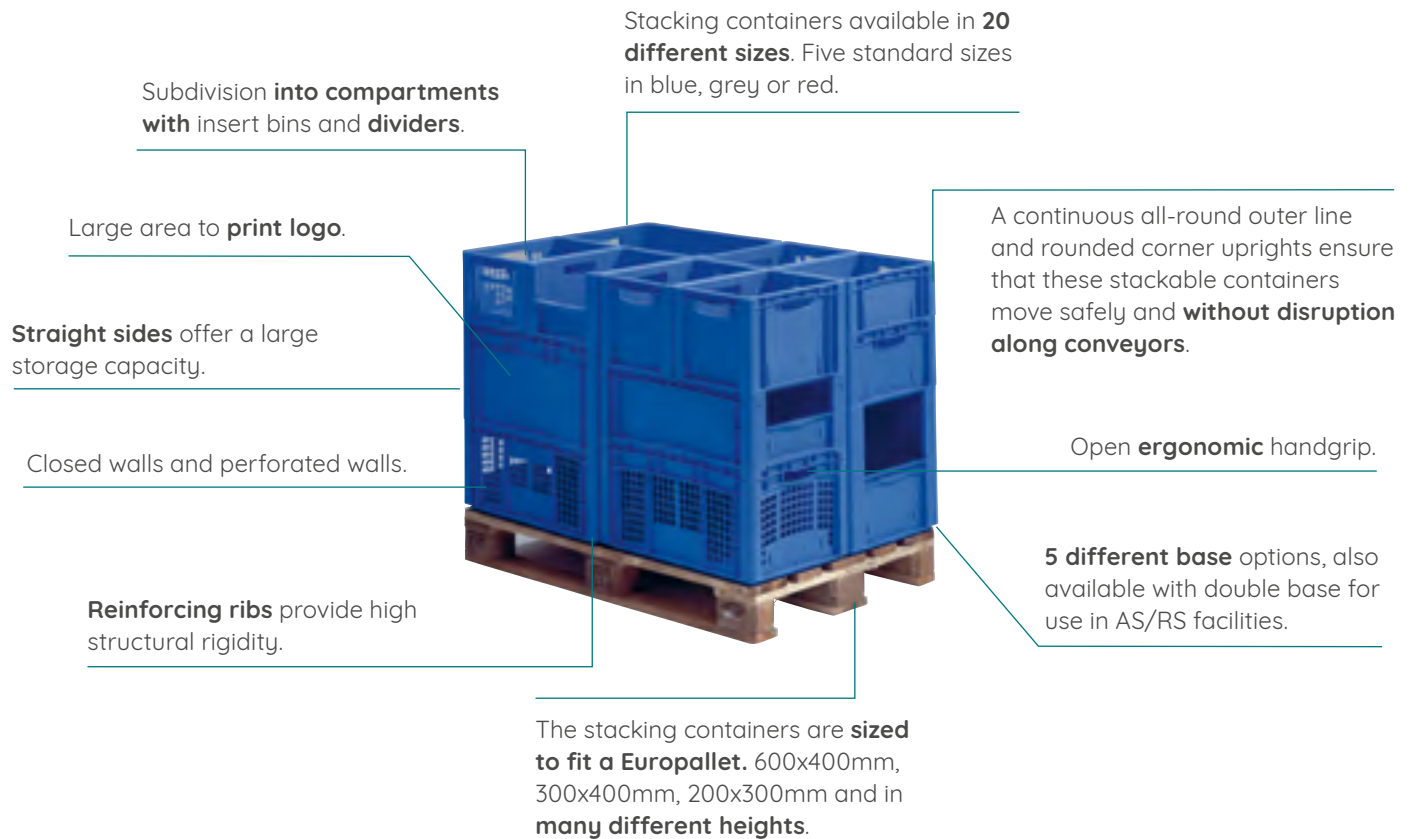 Stacking containers available in 20
different sizes. Five standard sizes
in blue, grey or red.
Subdivision into compartments
with insert bins and dividers.
Large area to print logo.
A continuous all-round outer line
and rounded corner uprights ensure
that these stackable containers
move safely and without disruption
along conveyors.
Straight sides offer a large
storage capacity.
Closed walls and perforated walls.
Open ergonomic handgrip.
5 different base options, also
available with double base for
use in AS/RS facilities.
Reinforcing ribs provide high
structural rigidity.
The stacking containers are sized
to fit a Europallet. 600x400mm,
300x400mm, 200x300mm and in
many different heights.